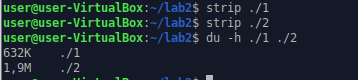 user@user-VirtualBox:~/lab2$ strip ./1
user@user-VirtualBox:~/lab2$ strip ./2
user@user-VirtualBox:~/lab2$ du -h ./1 ./2
632K ./1
1,9M ./2